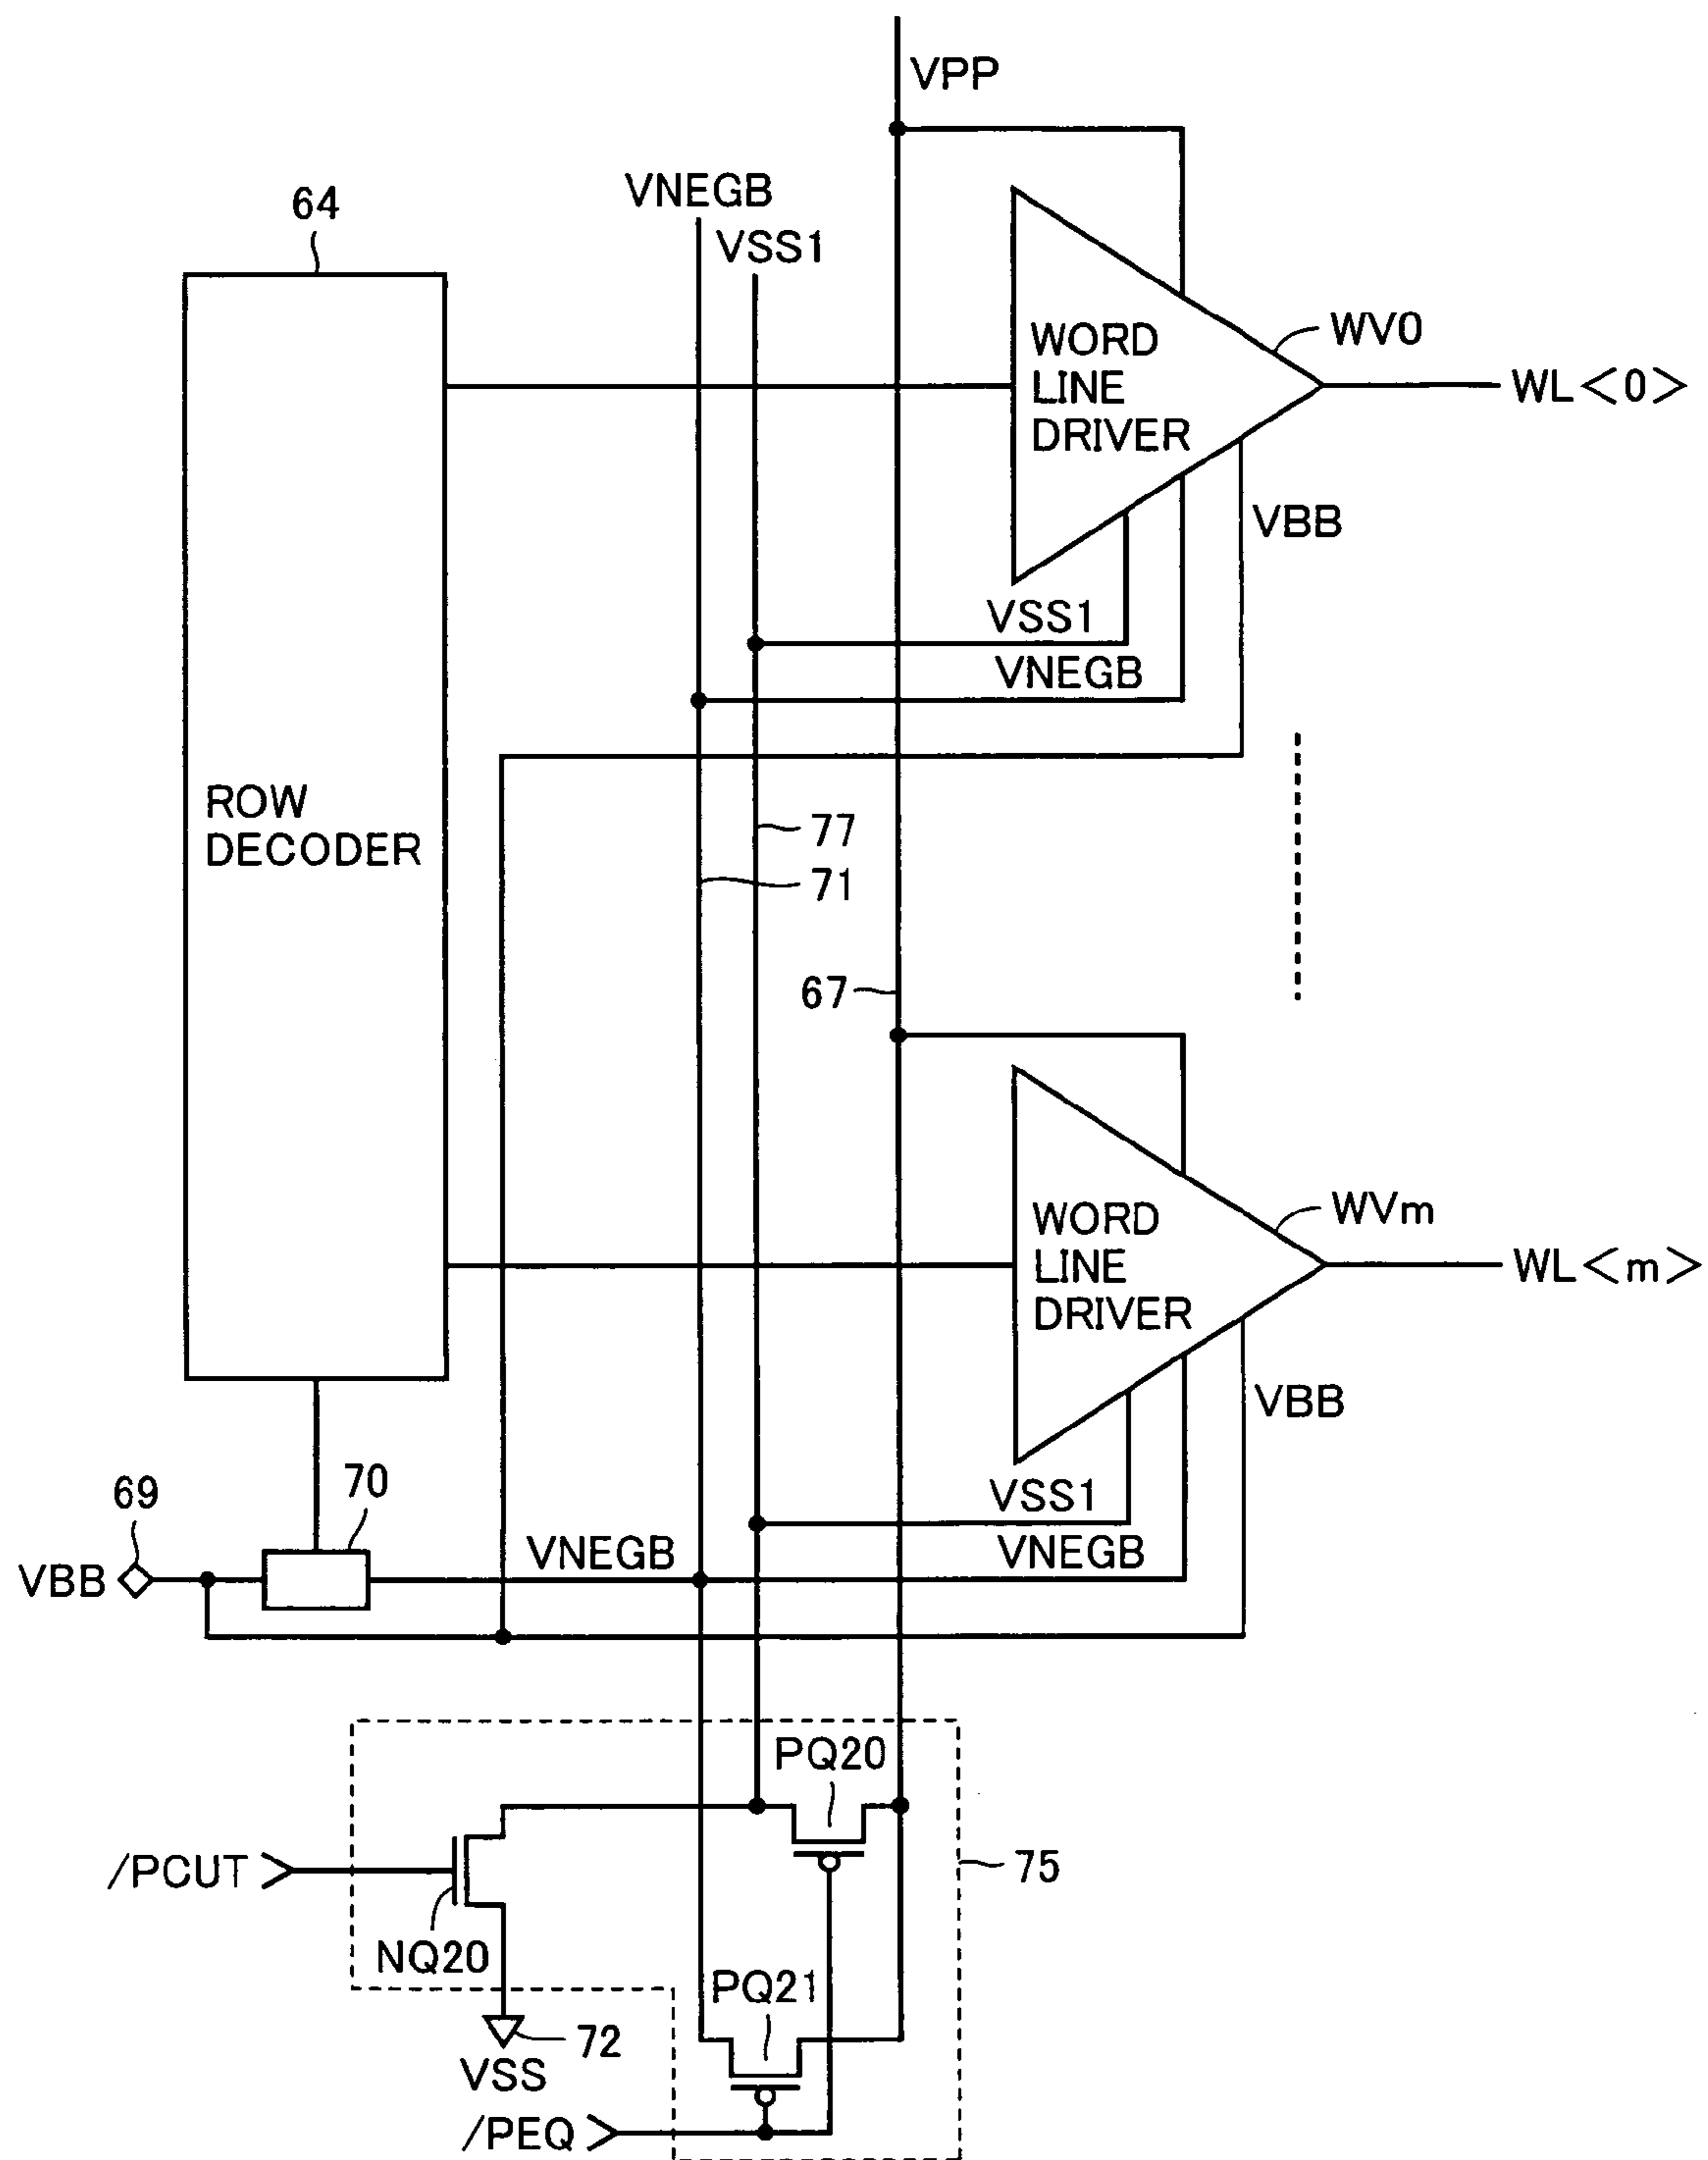 VPP
VNEGB
64
VSS1
WORD
LINE
DRIVER
WV0
WL<0>
VBB
VSS1
VNEGB
ROW
DECODER
77
71
67
WORD
LINE
DRIVER
WVm
WL<m>
VBB
69
70
VSS1
VBB
VNEGB
VNEGB
PQ20
/PCUT
75
NQ20
PQ21
72
VSS
/PEQ